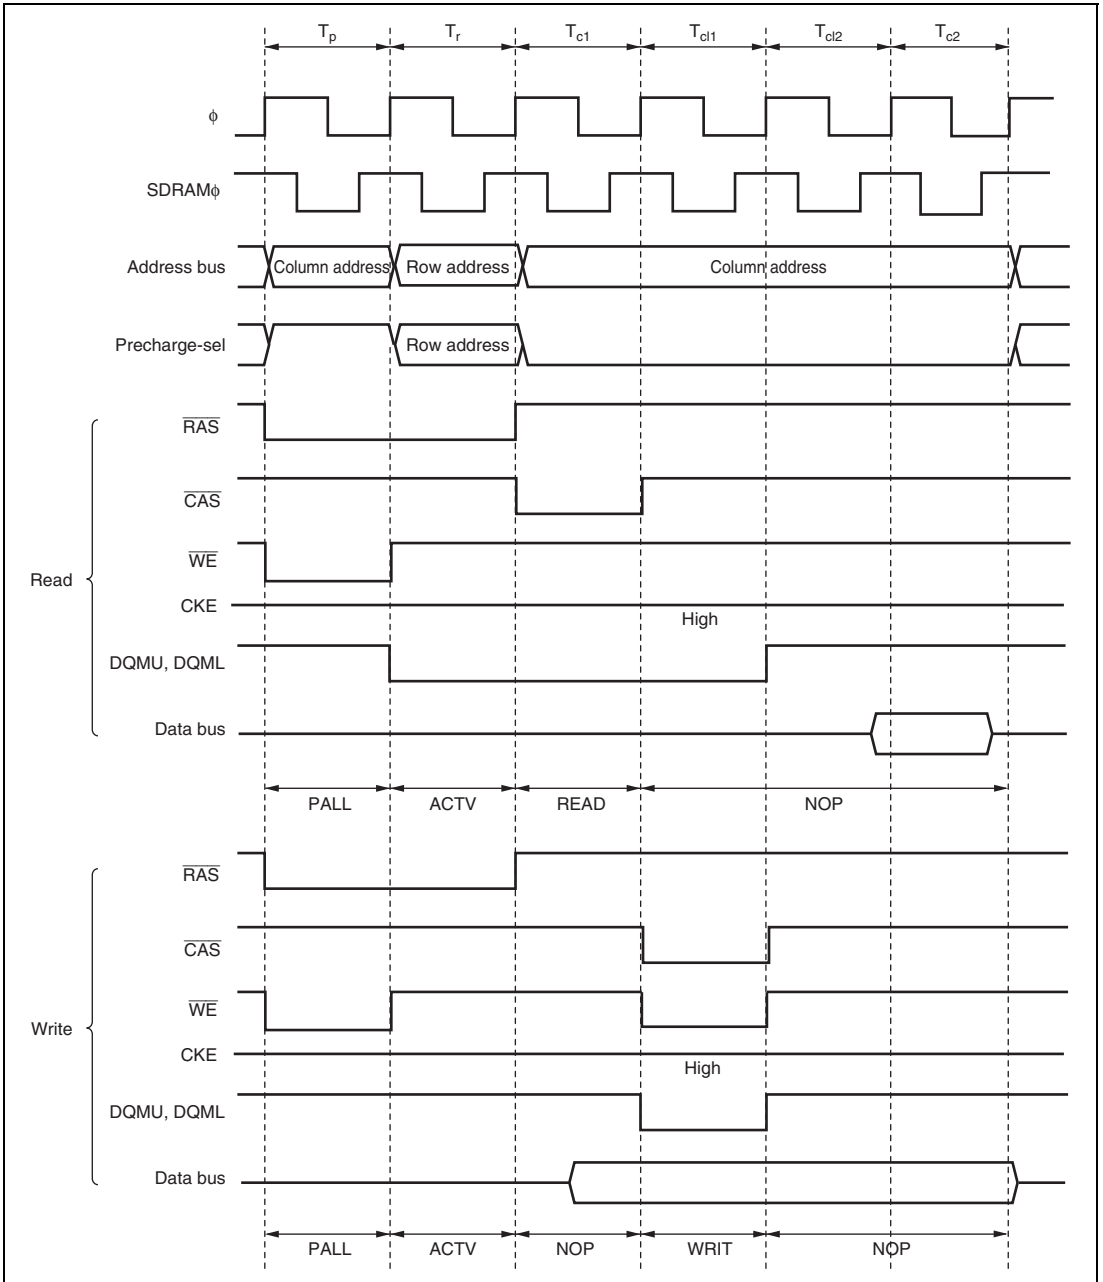 Tp Tr Tc1 Tcl1 Tcl2 Tc2
ϕ
SDRAMϕ
Address bus Column address Row address Column address
Precharge-sel Row address
RAS
CAS
WE
Read
CKE
High
DQMU, DQML
Data bus
PALL ACTV READ NOP
RAS
CAS
WE
Write
CKE
High
DQMU, DQML
Data bus
PALL ACTV NOP WRIT NOP